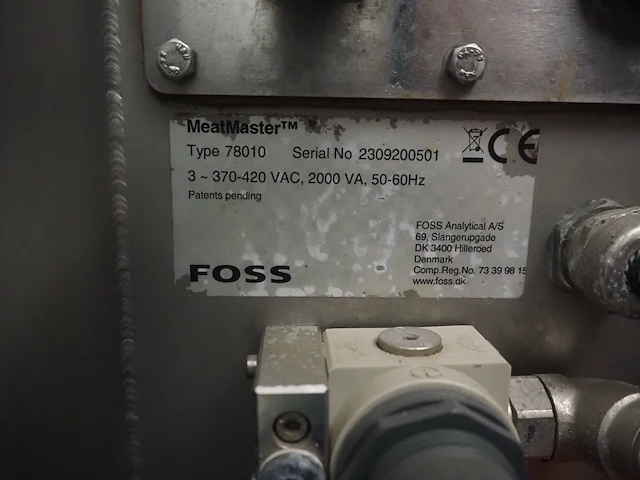 MeatMaster™
Type 78010 Serial No 2309200501
3 ~ 370-420 VAC, 2000 VA, 50-60Hz
Patents pending
CE
FOSS Analytical A/S
69, Slangerupgade
DK 3400 Hilleroed
Denmark
Comp.Reg.No. 73 39 98 15
www.foss.dk
FOSS